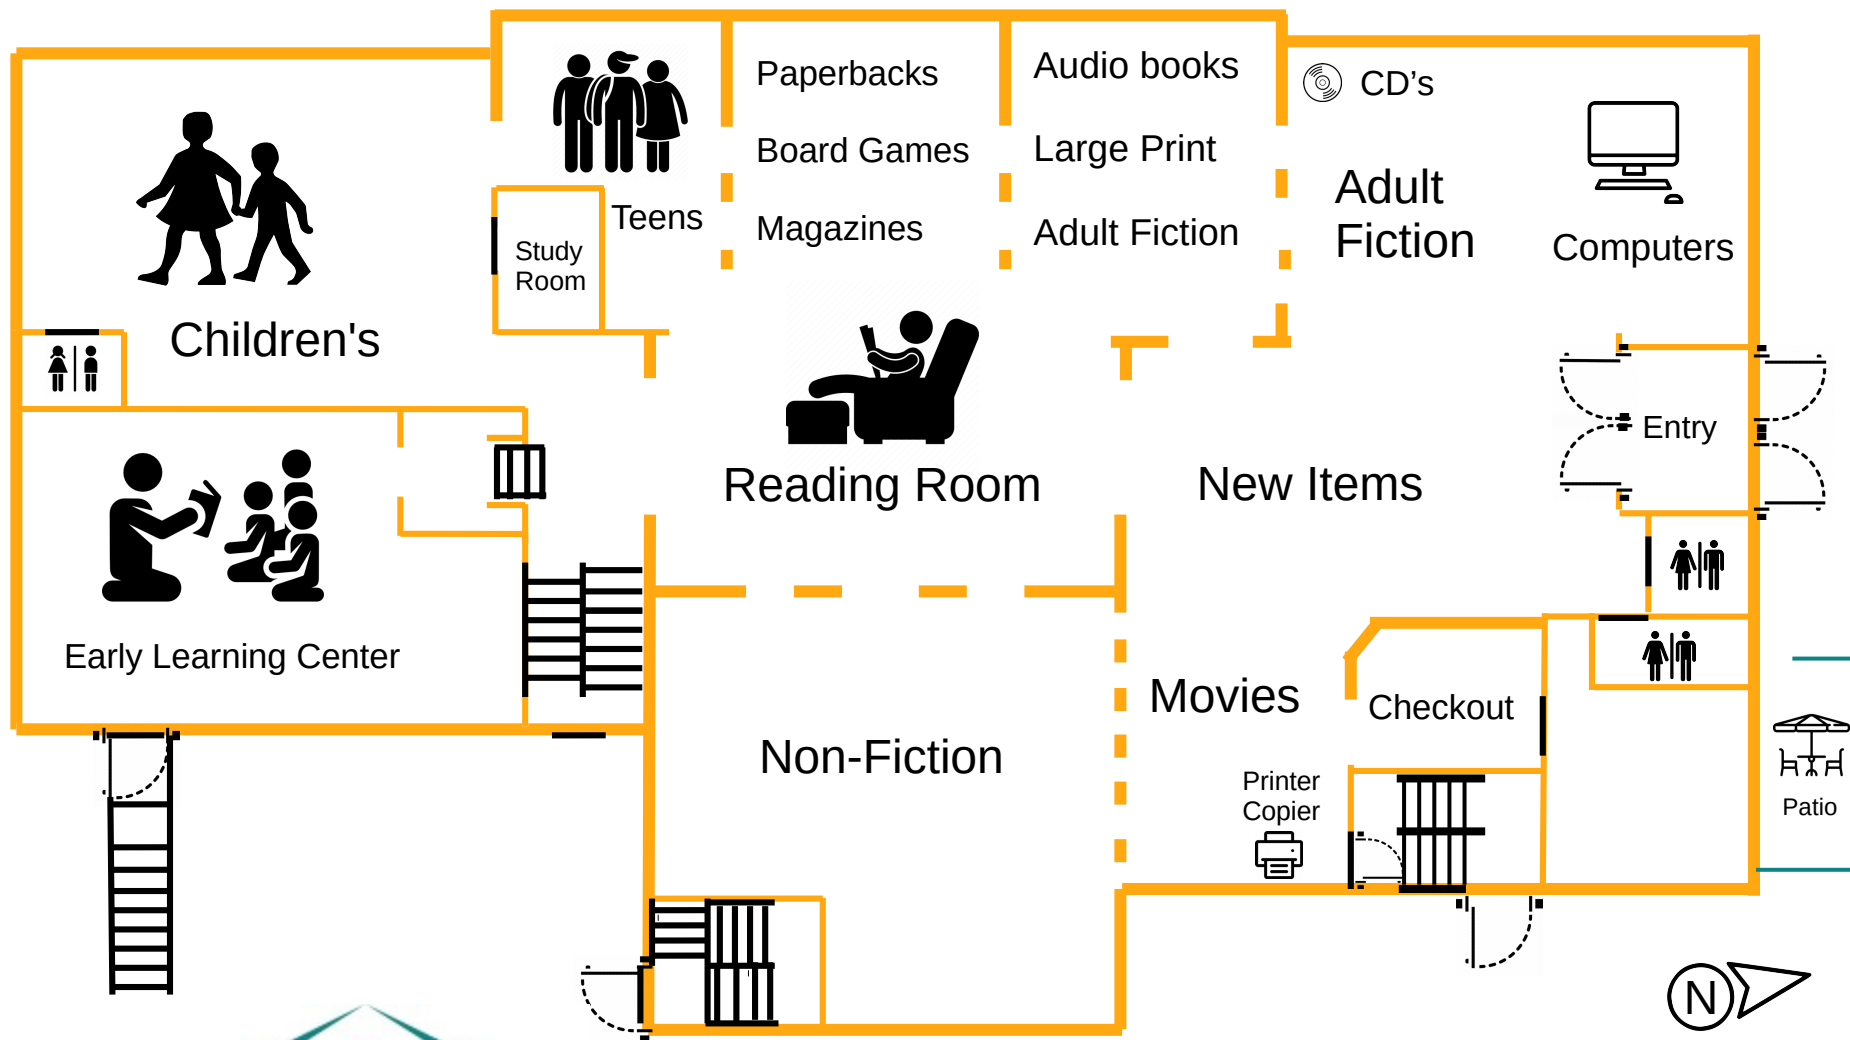 Paperbacks
Board Games
Magazines
Audio books
Large Print
Adult Fiction
CD's
Adult
Fiction
Computers
Teens
Study
Room
Children's
Reading Room
New Items
Entry
Early Learning Center
Non-Fiction
Movies
Checkout
Printer
Copier
Patio
N